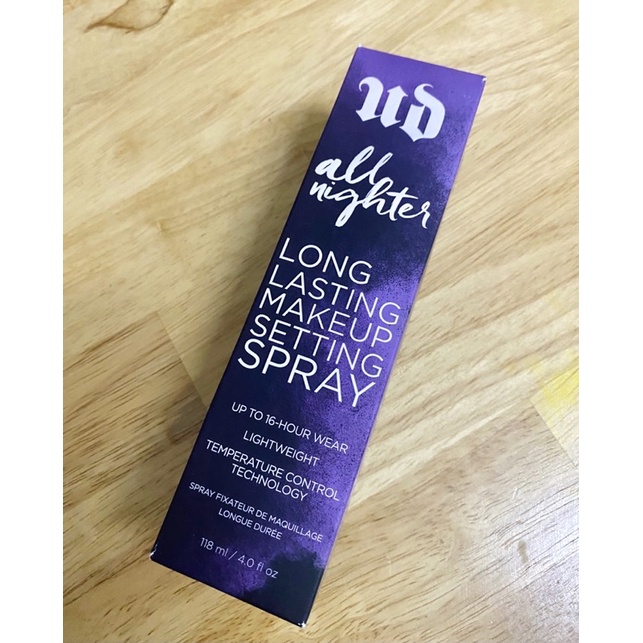 UD
all
nighter
LONG
LASTING
MAKEUP
SETTING
SPRAY
UP TO 16-HOUR WEAR
LIGHTWEIGHT
TEMPERATURE CONTROL
TECHNOLOGY
SPRAY FIXATEUR DE MAQUILLAGE
LONGUE DURÉE
118 ml / 4.0 fl oz